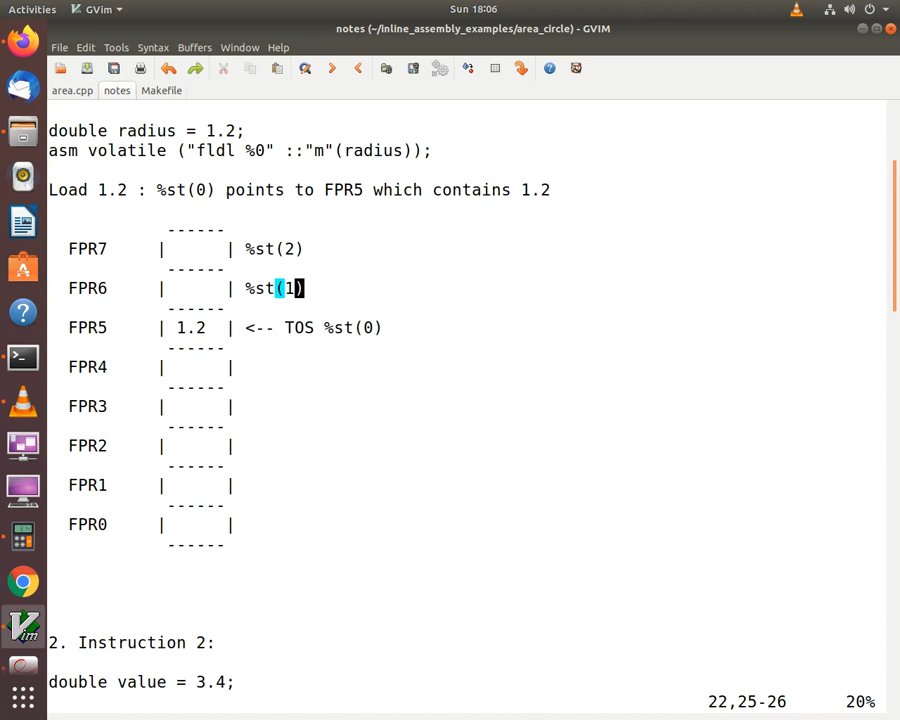 Activities GVim Sun 18:06
notes (~/inline_assembly_examples/area_circle) - GVIM
File Edit Tools Syntax Buffers Window Help
area.cpp notes Makefile
double radius = 1.2;
asm volatile ("fldl %0" ::"m"(radius));
Load 1.2 : %st(0) points to FPR5 which contains 1.2
------
FPR7 | | %st(2)
------
FPR6 | | %st(1)
------
FPR5 | 1.2 | <-- TOS %st(0)
------
FPR4 | |
------
FPR3 | |
------
FPR2 | |
------
FPR1 | |
------
FPR0 | |
------
2. Instruction 2:
double value = 3.4;
22,25-26 20%